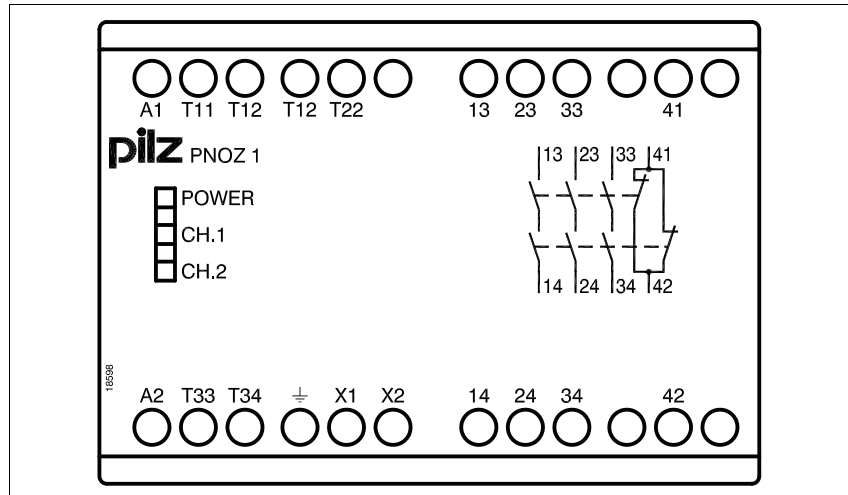 A1 T11 T12 T12 T22 13 23 33 41
pilz PNOZ 1
POWER
CH.1
CH.2
13 23 33 41
14 24 34 42
18598
A2 T33 T34 X1 X2 14 24 34 42